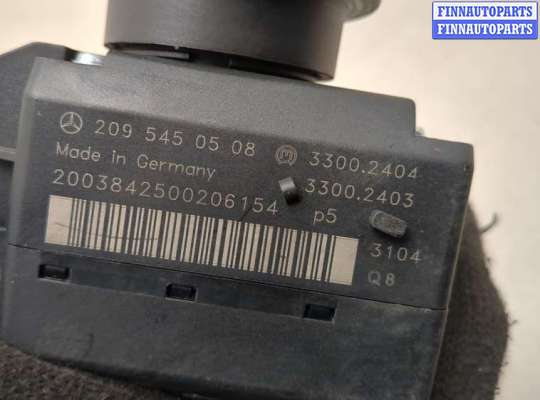 FINNAUTOPARTS
FINNAUTOPARTS
209 545 05 08 M 3300.2404
Made in Germany 3300.2403
2003842500206154 p5
3104
Q8